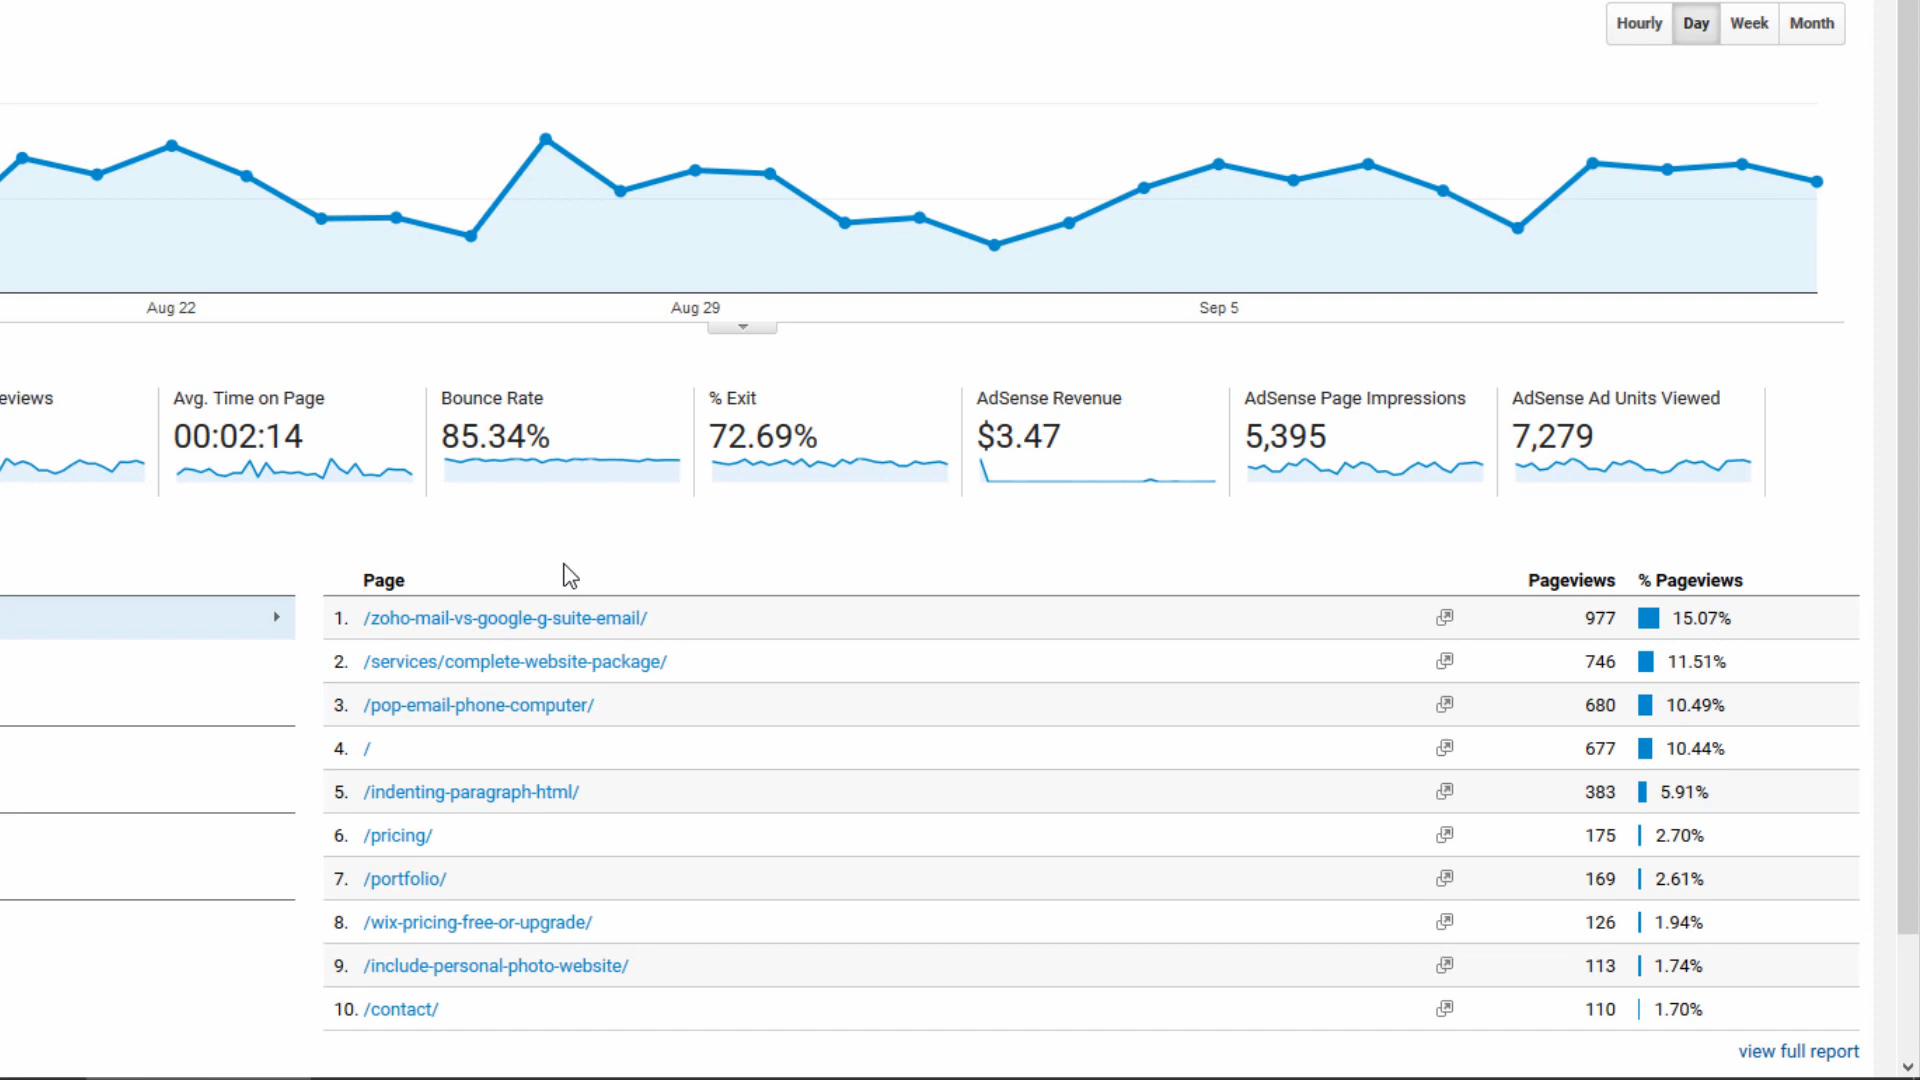 Hourly Day Week Month
Aug 22 Aug 29 Sep 5
eviews Avg. Time on Page Bounce Rate % Exit AdSense Revenue AdSense Page Impressions AdSense Ad Units Viewed
00:02:14 85.34% 72.69% $3.47 5,395 7,279
Page Pageviews % Pageviews
1. /zoho-mail-vs-google-g-suite-email/ 977 15.07%
2. /services/complete-website-package/ 746 11.51%
3. /pop-email-phone-computer/ 680 10.49%
4. / 677 10.44%
5. /indenting-paragraph-html/ 383 5.91%
6. /pricing/ 175 2.70%
7. /portfolio/ 169 2.61%
8. /wix-pricing-free-or-upgrade/ 126 1.94%
9. /include-personal-photo-website/ 113 1.74%
10. /contact/ 110 1.70%
view full report